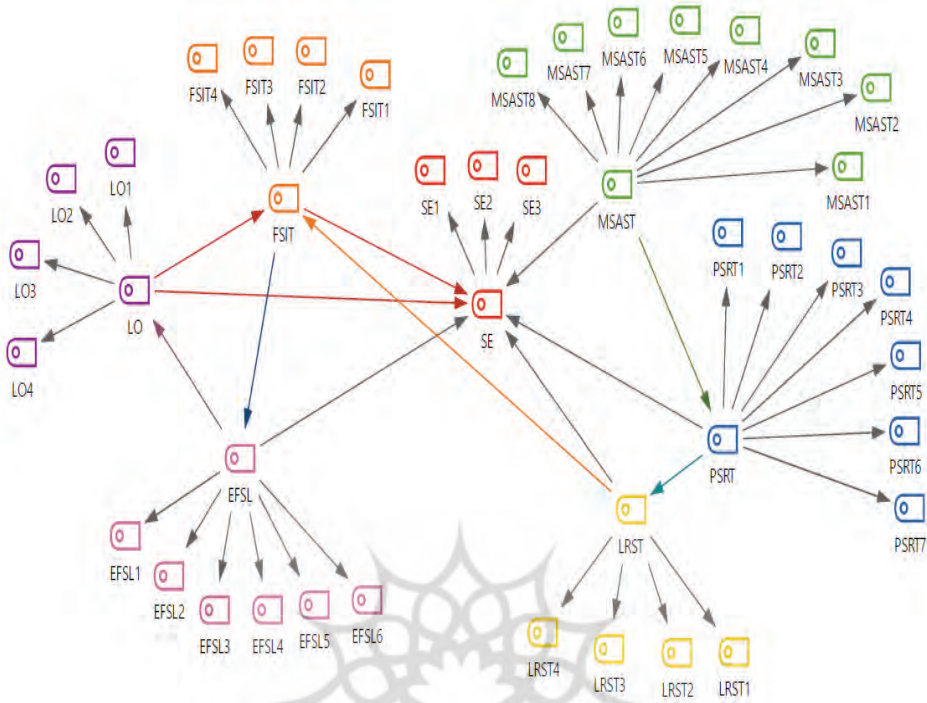 FSIT4
FSIT3
FSIT2
FSIT1
MSAST8
MSAST7
MSAST6
MSAST5
MSAST4
MSAST3
MSAST2
MSAST1
LO1
LO2
LO3
LO4
LO
FSIT
SE1
SE2
SE3
SE
MSAST
PSRT1
PSRT2
PSRT3
PSRT4
PSRT5
PSRT6
PSRT7
PSRT
EFSL
EFSL1
EFSL2
EFSL3
EFSL4
EFSL5
EFSL6
LRST
LRST4
LRST3
LRST2
LRST1